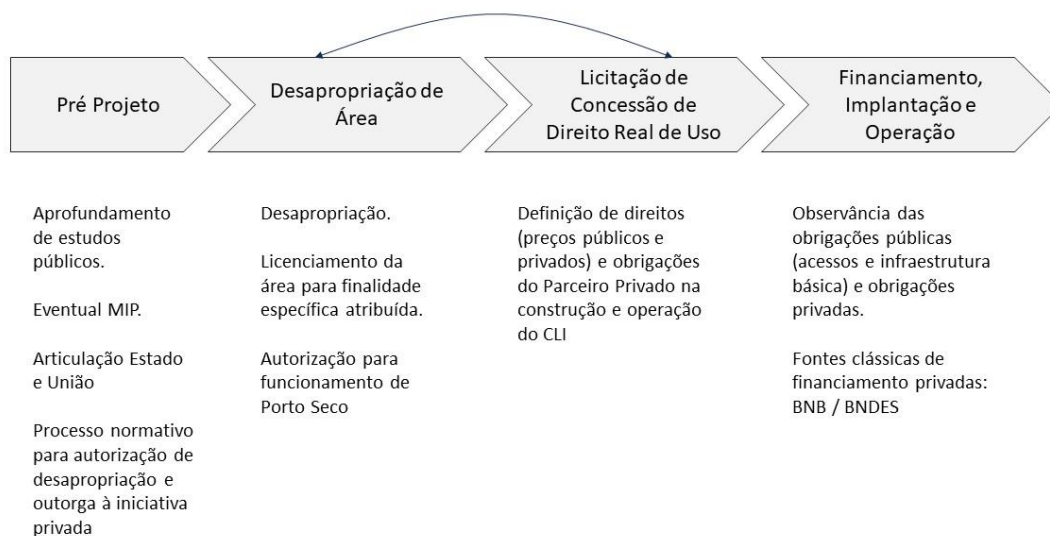 Pré Projeto
Desapropriação de
Área
Licitação de
Concessão de
Direito Real de Uso
Financiamento,
Implantação e
Operação
Aprofundamento
de estudos
públicos.
Eventual MIP.
Articulação Estado
e União
Processo normativo
para autorização de
desapropriação e
outorga à iniciativa
privada
Desapropriação.
Licenciamento da
área para finalidade
específica atribuída.
Autorização para
funcionamento de
Porto Seco
Definição de direitos
(preços públicos e
privados) e obrigações
do Parceiro Privado na
construção e operação
do CLI
Observância das
obrigações públicas
(acessos e infraestrutura
básica) e obrigações
privadas.
Fontes clássicas de
financiamento privadas:
BNB / BNDES